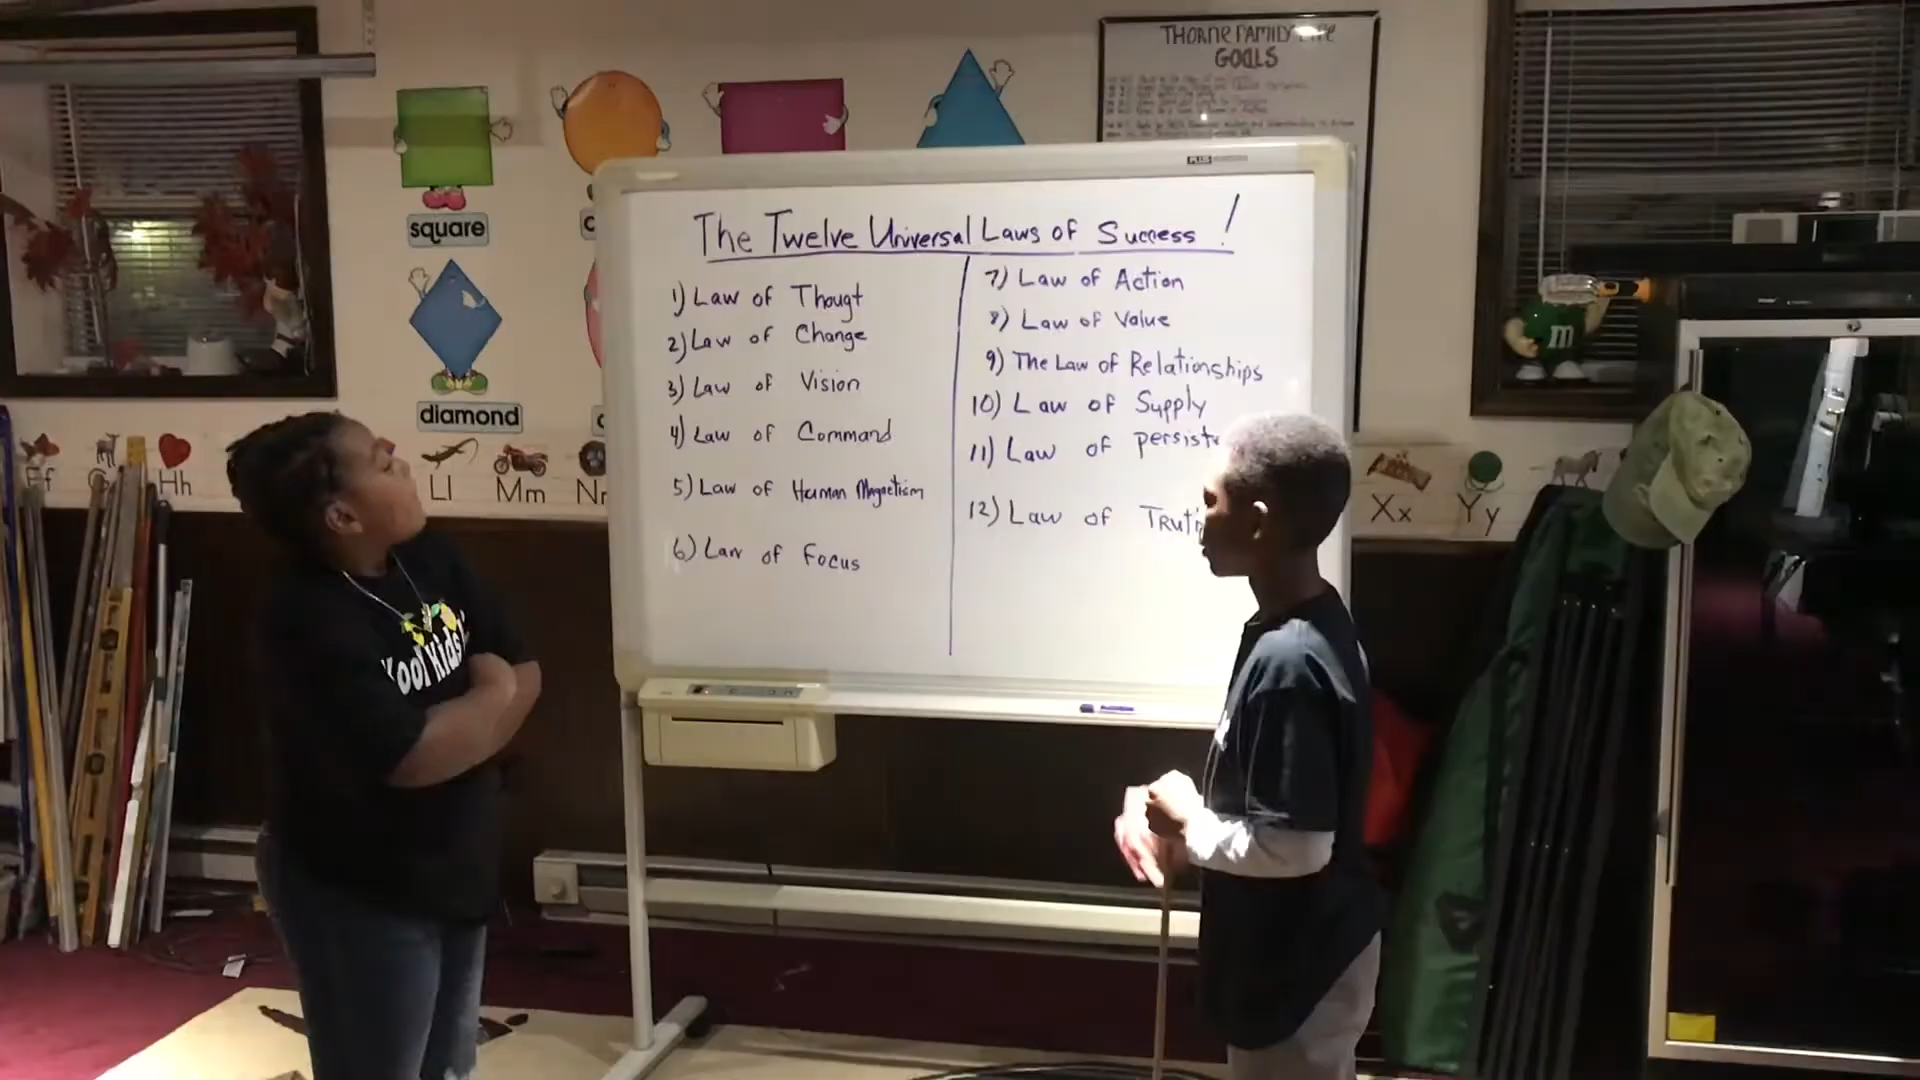 THORNE FAMILY LIFE
GOALS
PLUS
square
diamond
The Twelve Universal Laws of Success!
1) Law of Thougt
2) Law of Change
3) Law of Vision
4) Law of Command
5) Law of Human Magnetism
6) Law of Focus
7) Law of Action
8) Law of Value
9) The Law of Relationships
10) Law of Supply
11) Law of
12) Law of
Ff
Hh
Ll
Mm
Xx
Yy
m
Kids